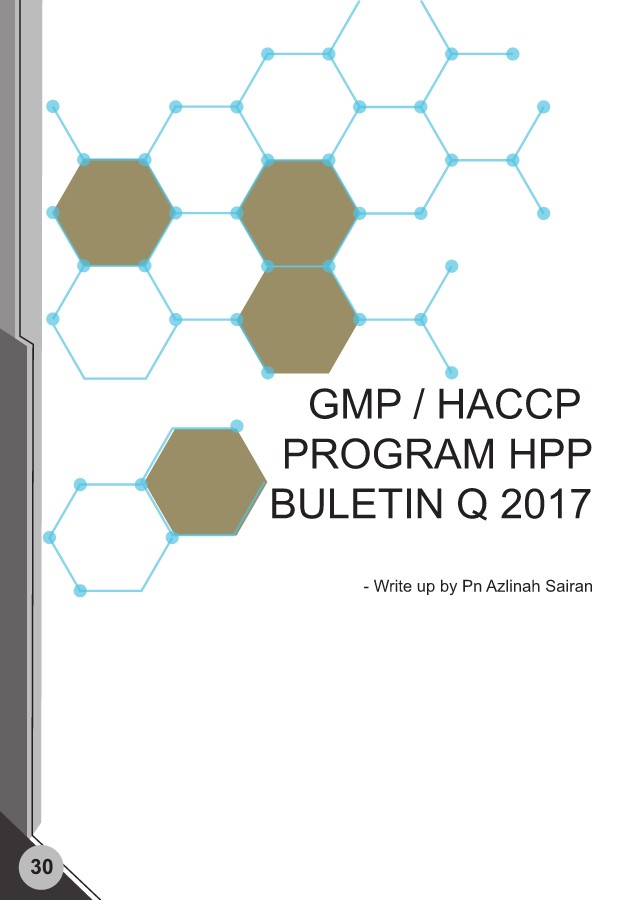 GMP / HACCP
PROGRAM HPP
BULETIN Q 2017
- Write up by Pn Azlinah Sairan
30